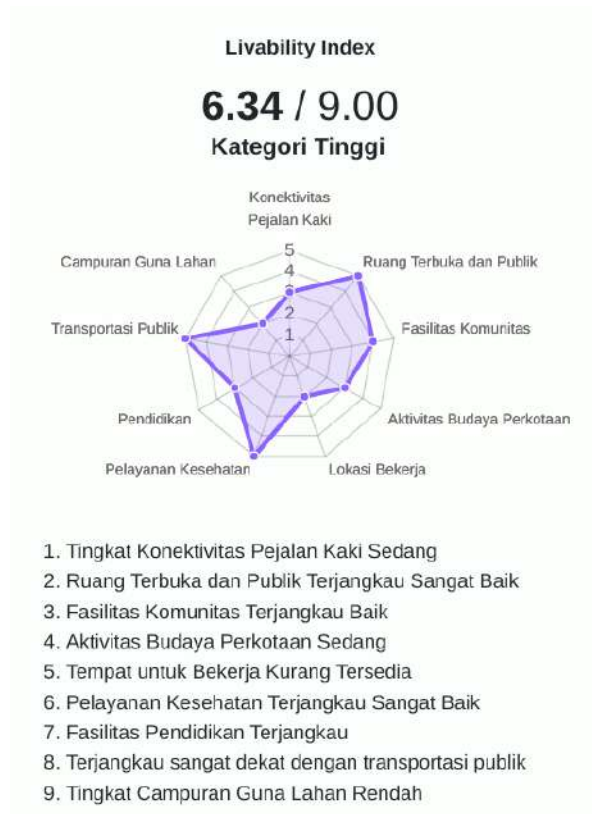 Livability Index
6.34 / 9.00
Kategori Tinggi
Konektivitas
Pejalan Kaki
5
4
3
2
1
Campuran Guna Lahan
Ruang Terbuka dan Publik
Transportasi Publik
Fasilitas Komunitas
Pendidikan
Aktivitas Budaya Perkotaan
Pelayanan Kesehatan
Lokasi Bekerja
1. Tingkat Konektivitas Pejalan Kaki Sedang
2. Ruang Terbuka dan Publik Terjangkau Sangat Baik
3. Fasilitas Komunitas Terjangkau Baik
4. Aktivitas Budaya Perkotaan Sedang
5. Tempat untuk Bekerja Kurang Tersedia
6. Pelayanan Kesehatan Terjangkau Sangat Baik
7. Fasilitas Pendidikan Terjangkau
8. Terjangkau sangat dekat dengan transportasi publik
9. Tingkat Campuran Guna Lahan Rendah